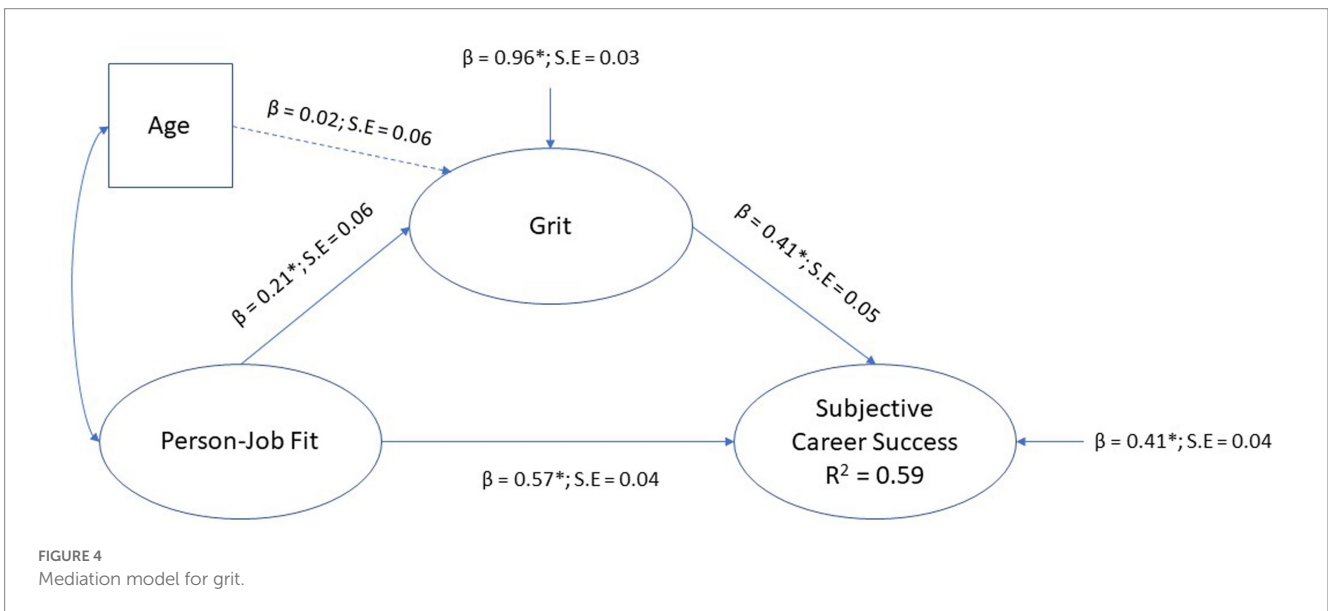 β = 0.96*; S.E = 0.03
Age
β = 0.02; S.E = 0.06
Grit
β = 0.21*; S.E = 0.06
β = 0.41*; S.E = 0.05
Person-Job Fit
Subjective
Career Success
R² = 0.59
β = 0.41*; S.E = 0.04
β = 0.57*; S.E = 0.04
FIGURE 4
Mediation model for grit.